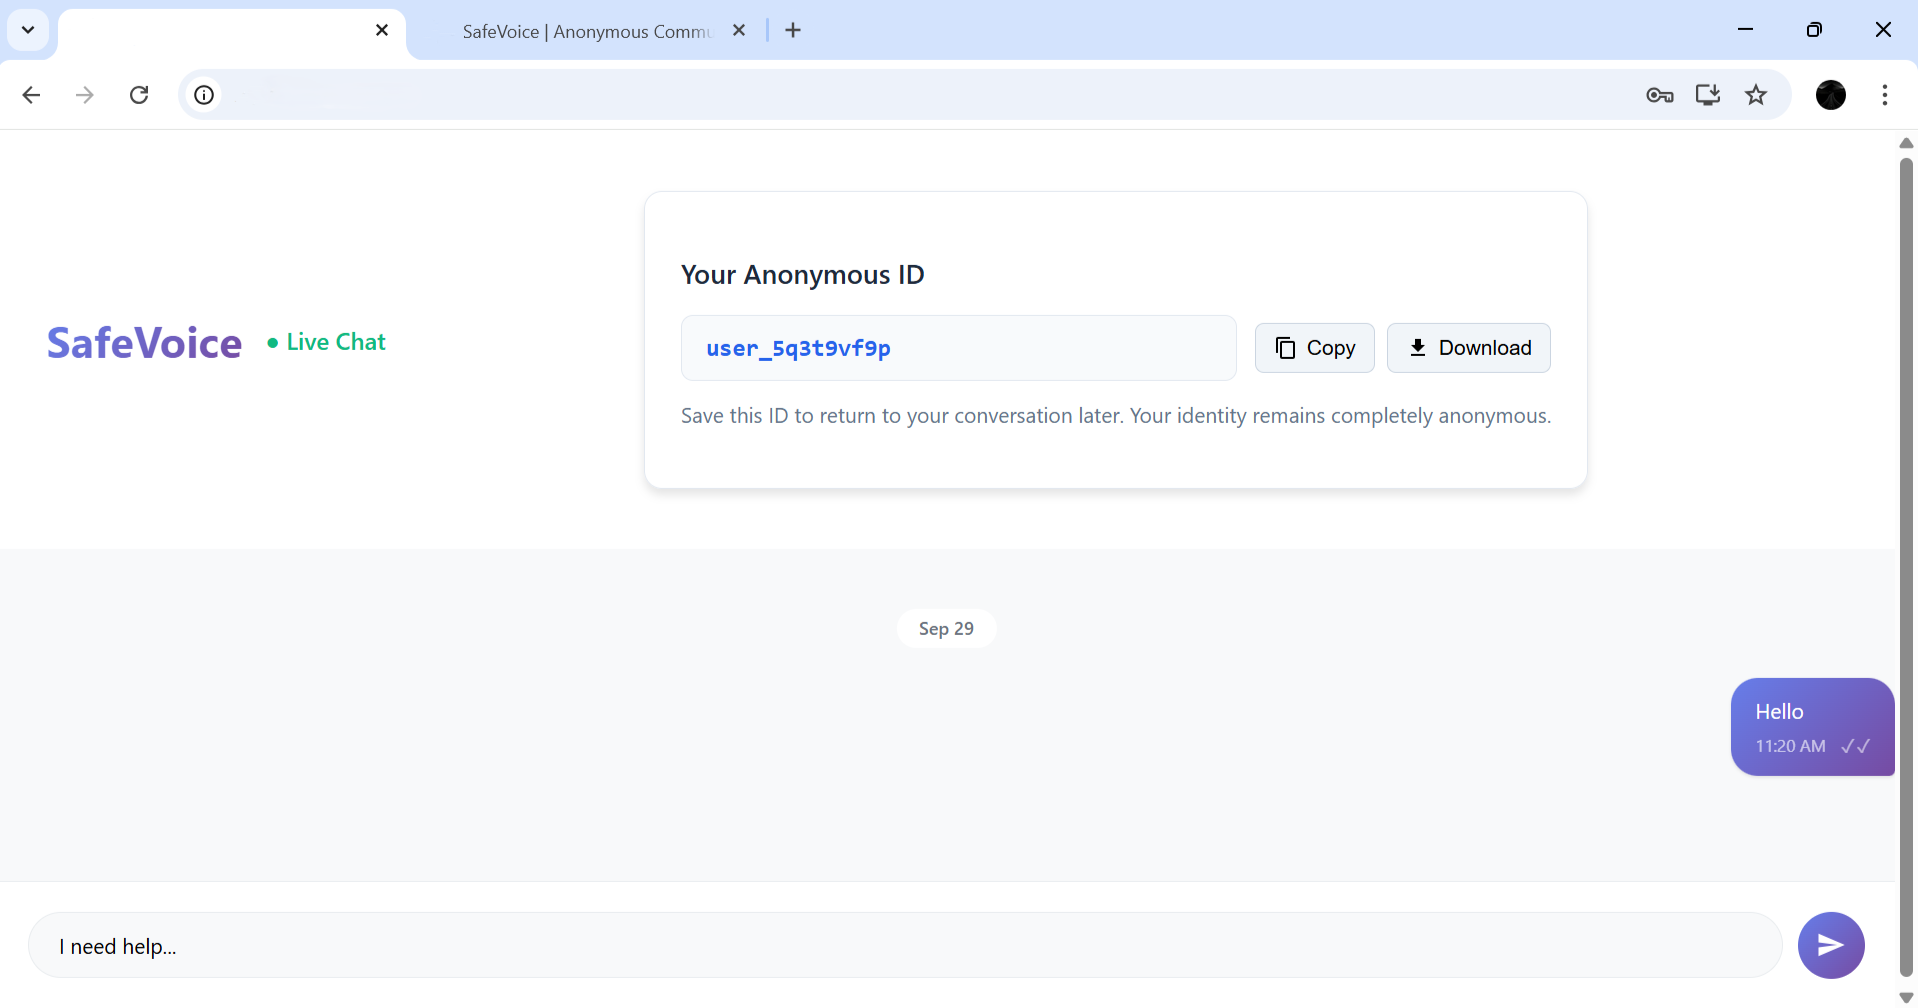 SafeVoice | Anonymous Commu
SafeVoice
Live Chat
Your Anonymous ID
user_5q3t9vf9p
Copy
Download
Save this ID to return to your conversation later. Your identity remains completely anonymous.
Sep 29
Hello
11:20 AM ✓✓
I need help...